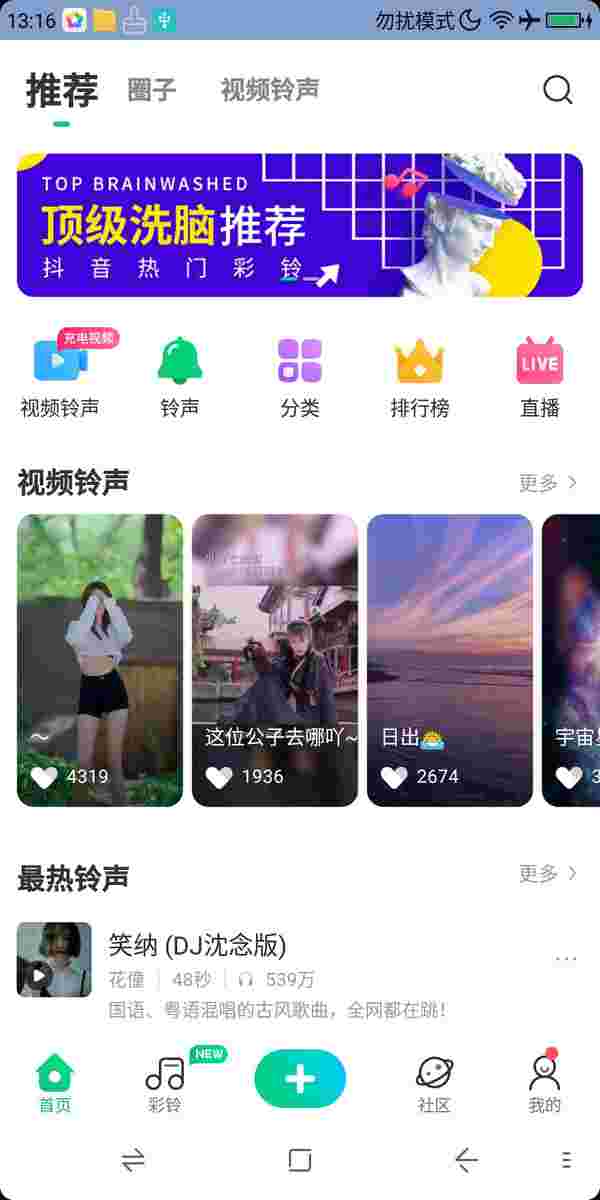 13:16 勿扰模式
推荐 圈子 视频铃声
TOP BRAINWASHED
顶级洗脑推荐
抖音热门彩铃
充电视频
LIVE
视频铃声 铃声 分类 排行榜 直播
视频铃声 更多
～ 这位公子去哪吖~ 日出 宇宙
4319 1936 2674 3
最热铃声 更多
笑纳 (DJ沈念版)
花僮 48秒 539万
国语、粤语混唱的古风歌曲，全网都在跳！
NEW
首页 彩铃 社区 我的